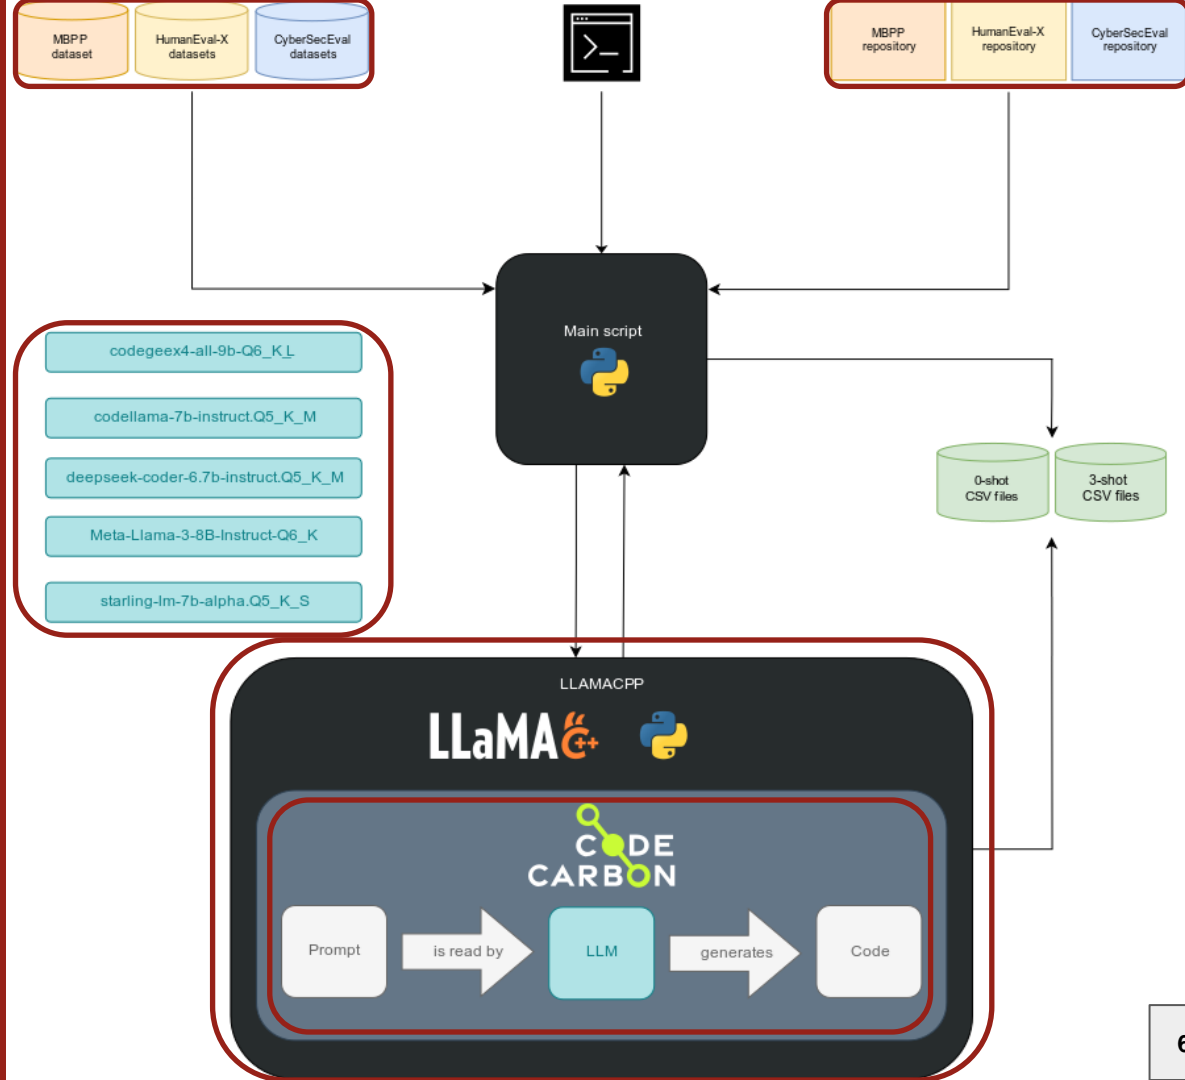 MBPP
dataset
HumanEval-X
datasets
CyberSecEval
datasets
MBPP
repository
HumanEval-X
repository
CyberSecEval
repository
Main script
codegeex4-all-9b-Q6_K_L
codellama-7b-instruct.Q5_K_M
deepseek-coder-6.7b-instruct.Q5_K_M
Meta-Llama-3-8B-Instruct-Q6_K
starling-lm-7b-alpha.Q5_K_S
0-shot
CSV files
3-shot
CSV files
LLAMACPP
LLaMA C++
CODE
CARBON
Prompt
is read by
LLM
generates
Code
6